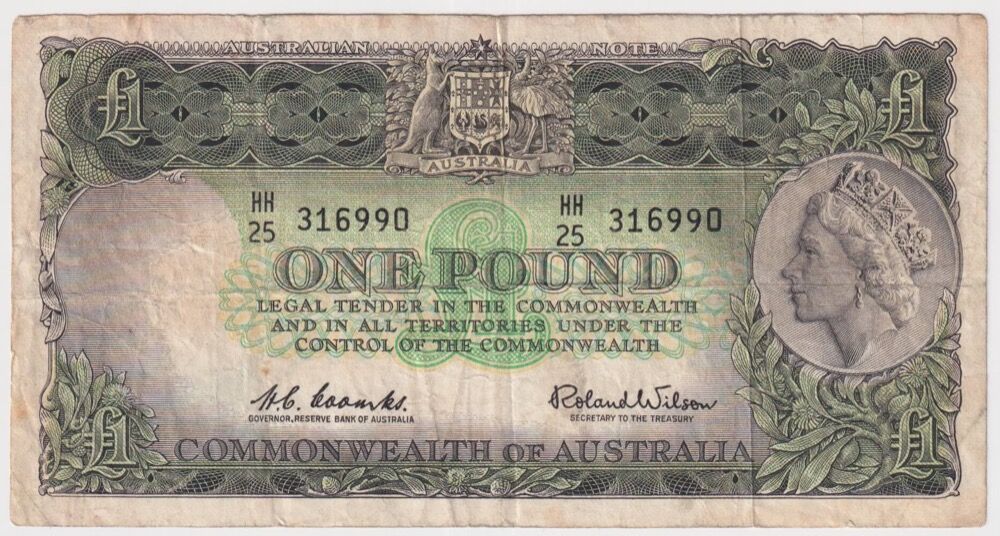 AUSTRALIAN NOTE
£1 £1
AUSTRALIA
HH 25 316990 HH 25 316990
ONE POUND
LEGAL TENDER IN THE COMMONWEALTH
AND IN ALL TERRITORIES UNDER THE
CONTROL OF THE COMMONWEALTH
H.C. Coombs. Roland Wilson
GOVERNOR, RESERVE BANK OF AUSTRALIA SECRETARY TO THE TREASURY
£1 £1
COMMONWEALTH OF AUSTRALIA